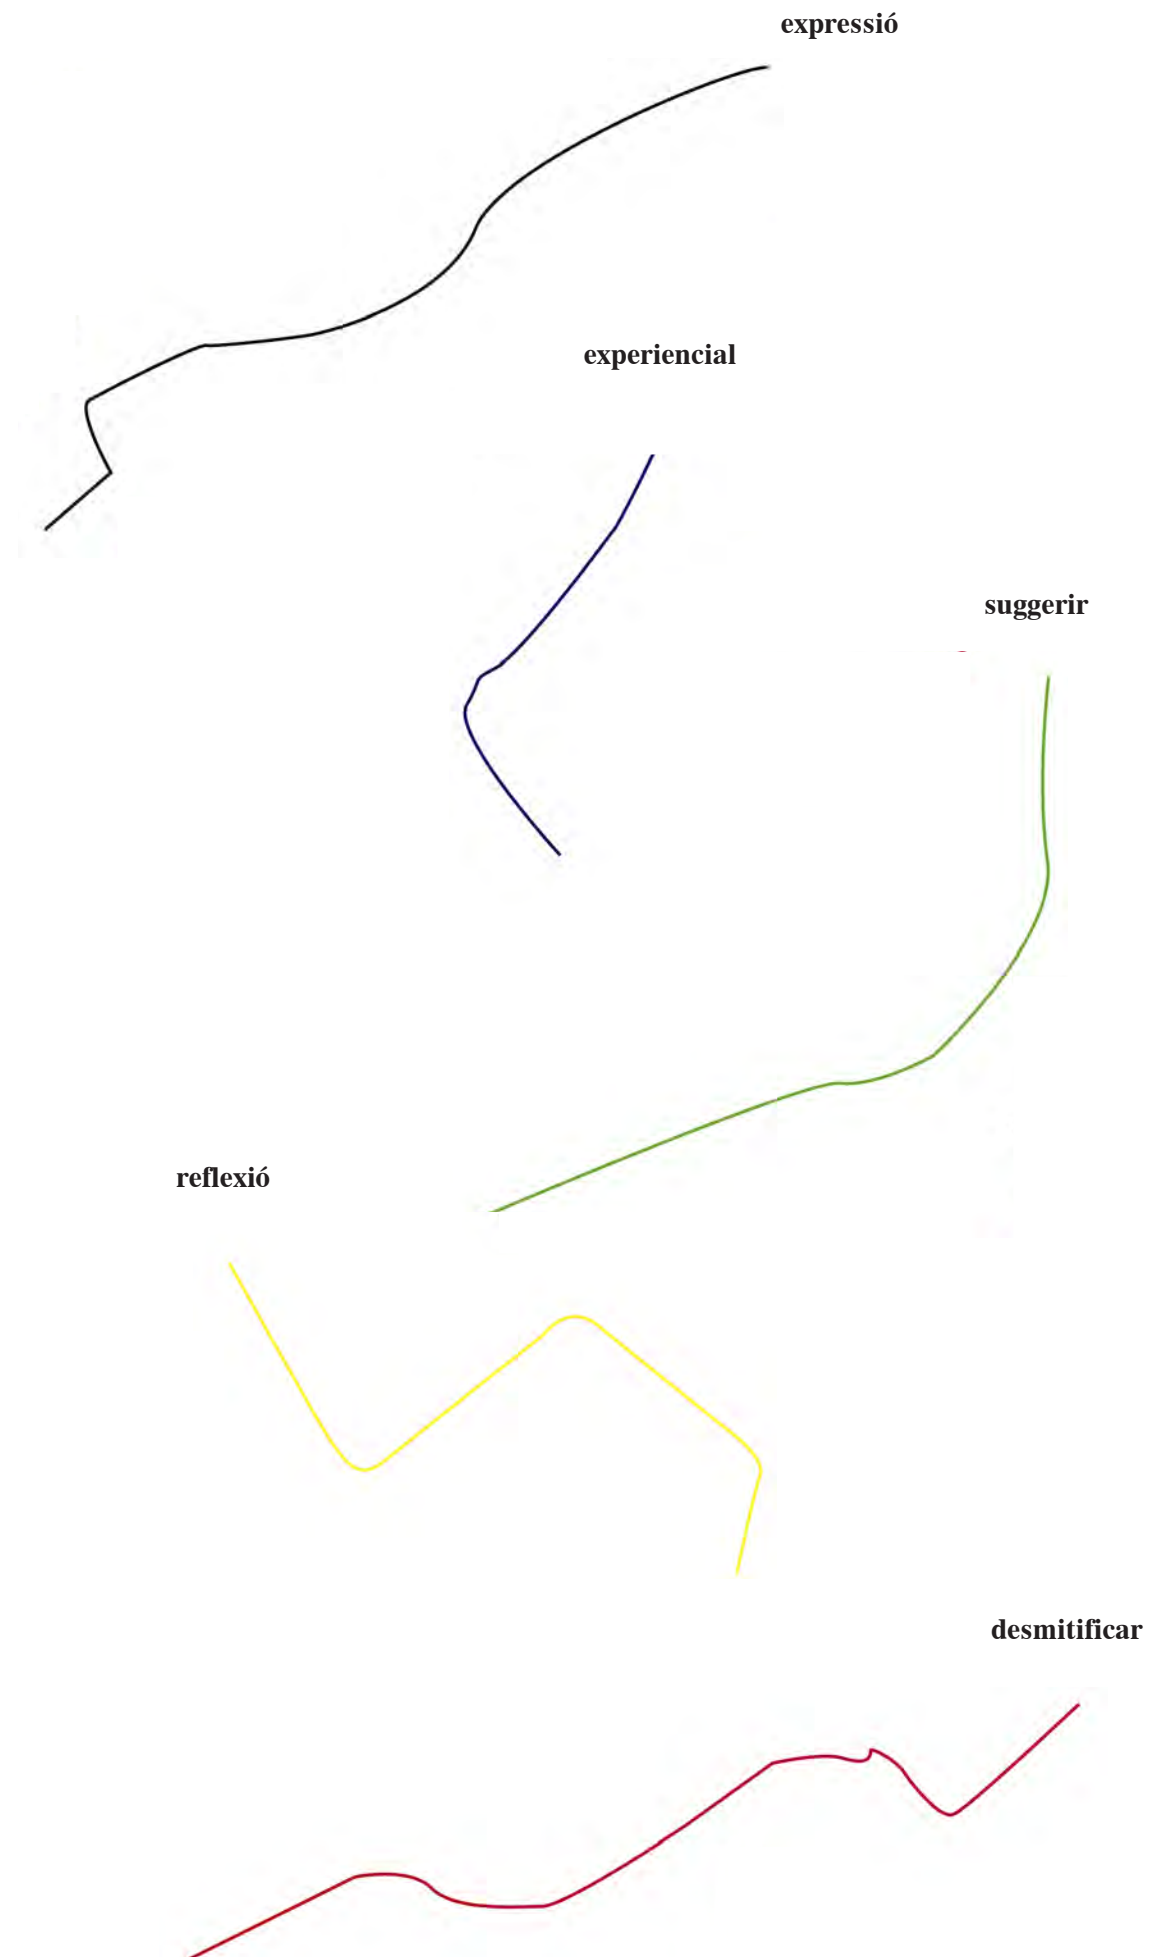 expressió
experiencial
suggerir
reflexió
desmitificar